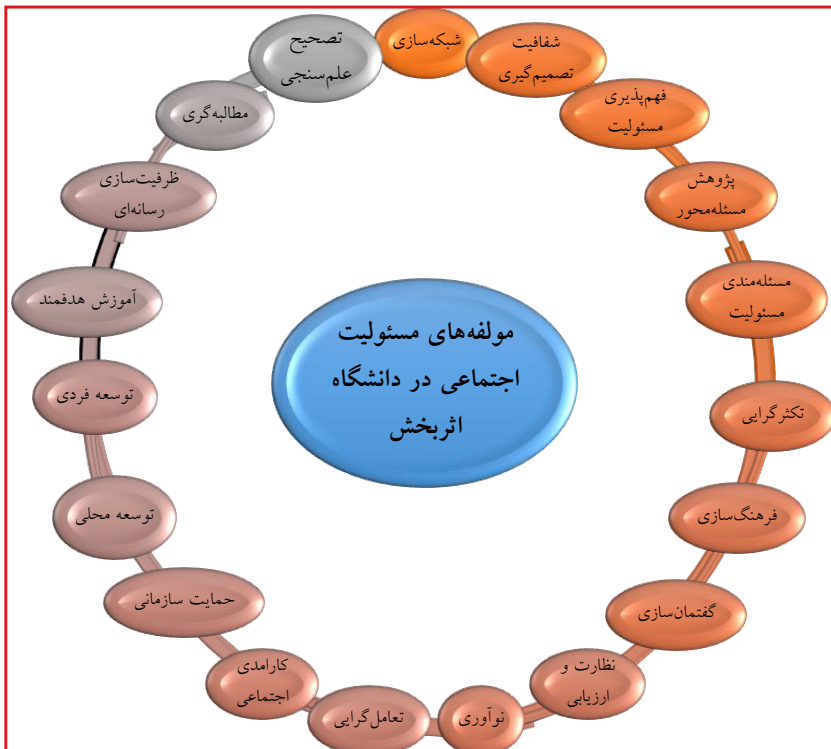 شبکه‌سازی
شفافیت
تصمیم‌گیری
فهم‌پذیری
مسئولیت
پژوهش
مسئله‌محور
مسئله‌مندی
مسئولیت
تکثرگرایی
فرهنگ‌سازی
گفتمان‌سازی
نظارت و
ارزیابی
نوآوری
تعامل‌گرایی
کارامدی
اجتماعی
حمایت سازمانی
توسعه محلی
توسعه فردی
آموزش هدفمند
ظرفیت‌سازی
رسانه‌ای
مطالبه‌گری
تصحیح
علم‌سنجی
مولفه‌های مسئولیت
اجتماعی در دانشگاه
اثربخش